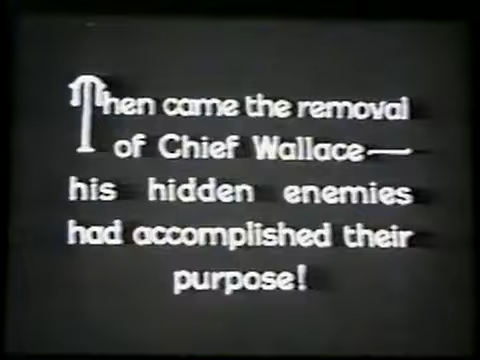 Then came the removal
of Chief Wallace—
his hidden enemies
had accomplished their
purpose!